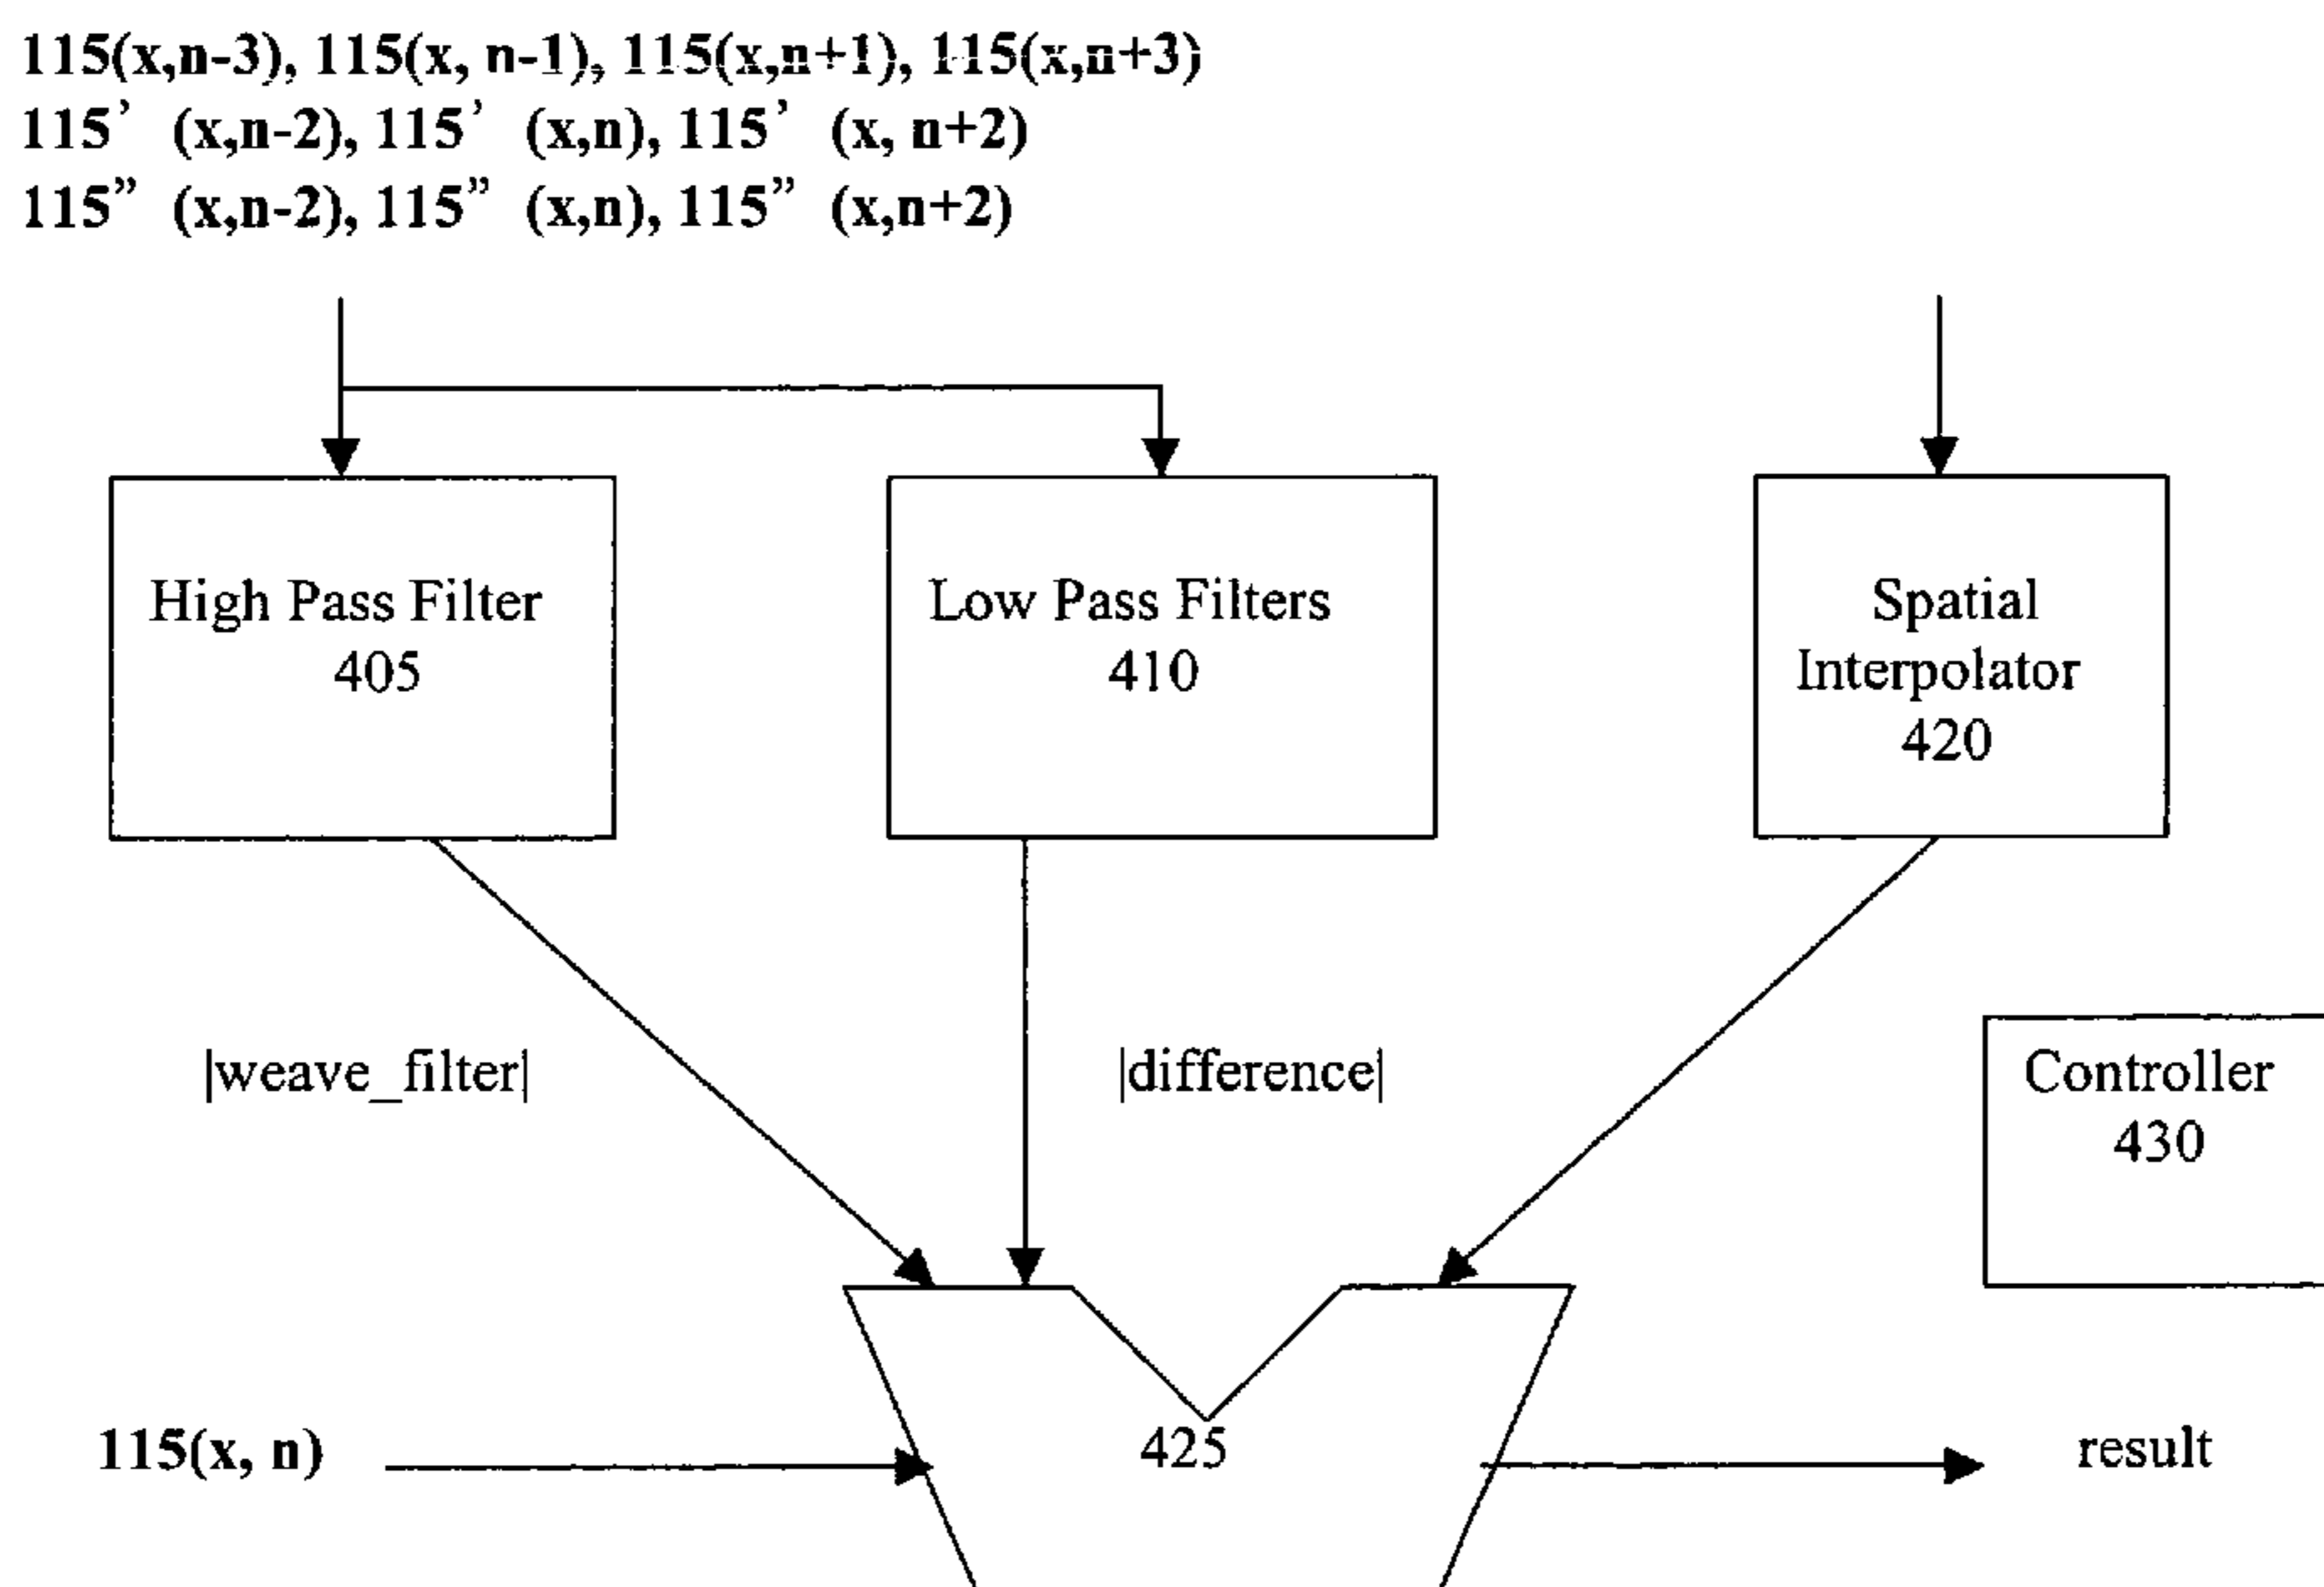 115(x,n-3), 115(x, n-1), 115(x,n+1), 115(x,n+3)
115’ (x,n-2), 115’ (x,n), 115’ (x, n+2)
115” (x,n-2), 115” (x,n), 115” (x,n+2)
High Pass Filter
405
Low Pass Filters
410
Spatial
Interpolator
420
|weave_filter|
|difference|
Controller
430
115(x, n)
425
result